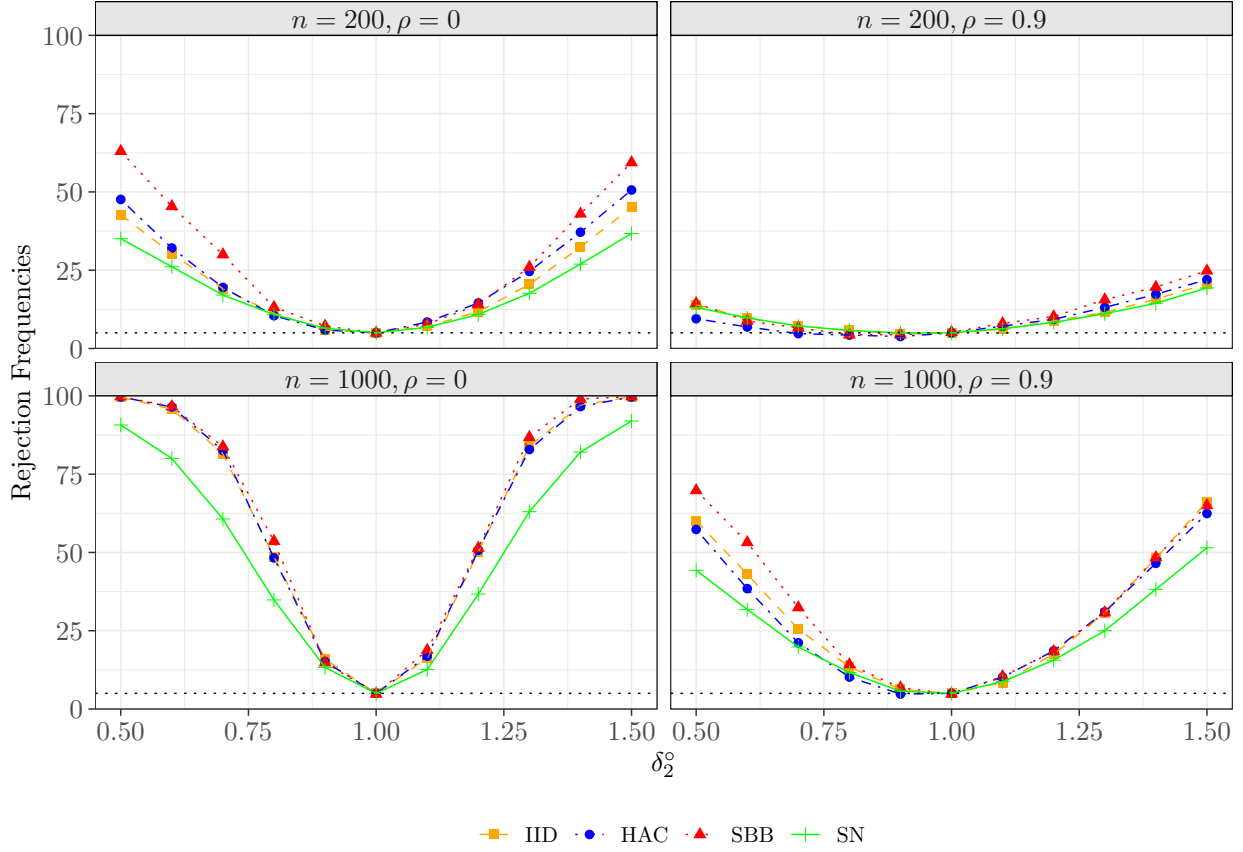 n = 200, ρ = 0
n = 200, ρ = 0.9
100
75
50
25
0
n = 1000, ρ = 0
n = 1000, ρ = 0.9
100
75
50
25
0
Rejection Frequencies
0.50 0.75 1.00 1.25 1.50
0.50 0.75 1.00 1.25 1.50
δ₂°
IID HAC SBB SN